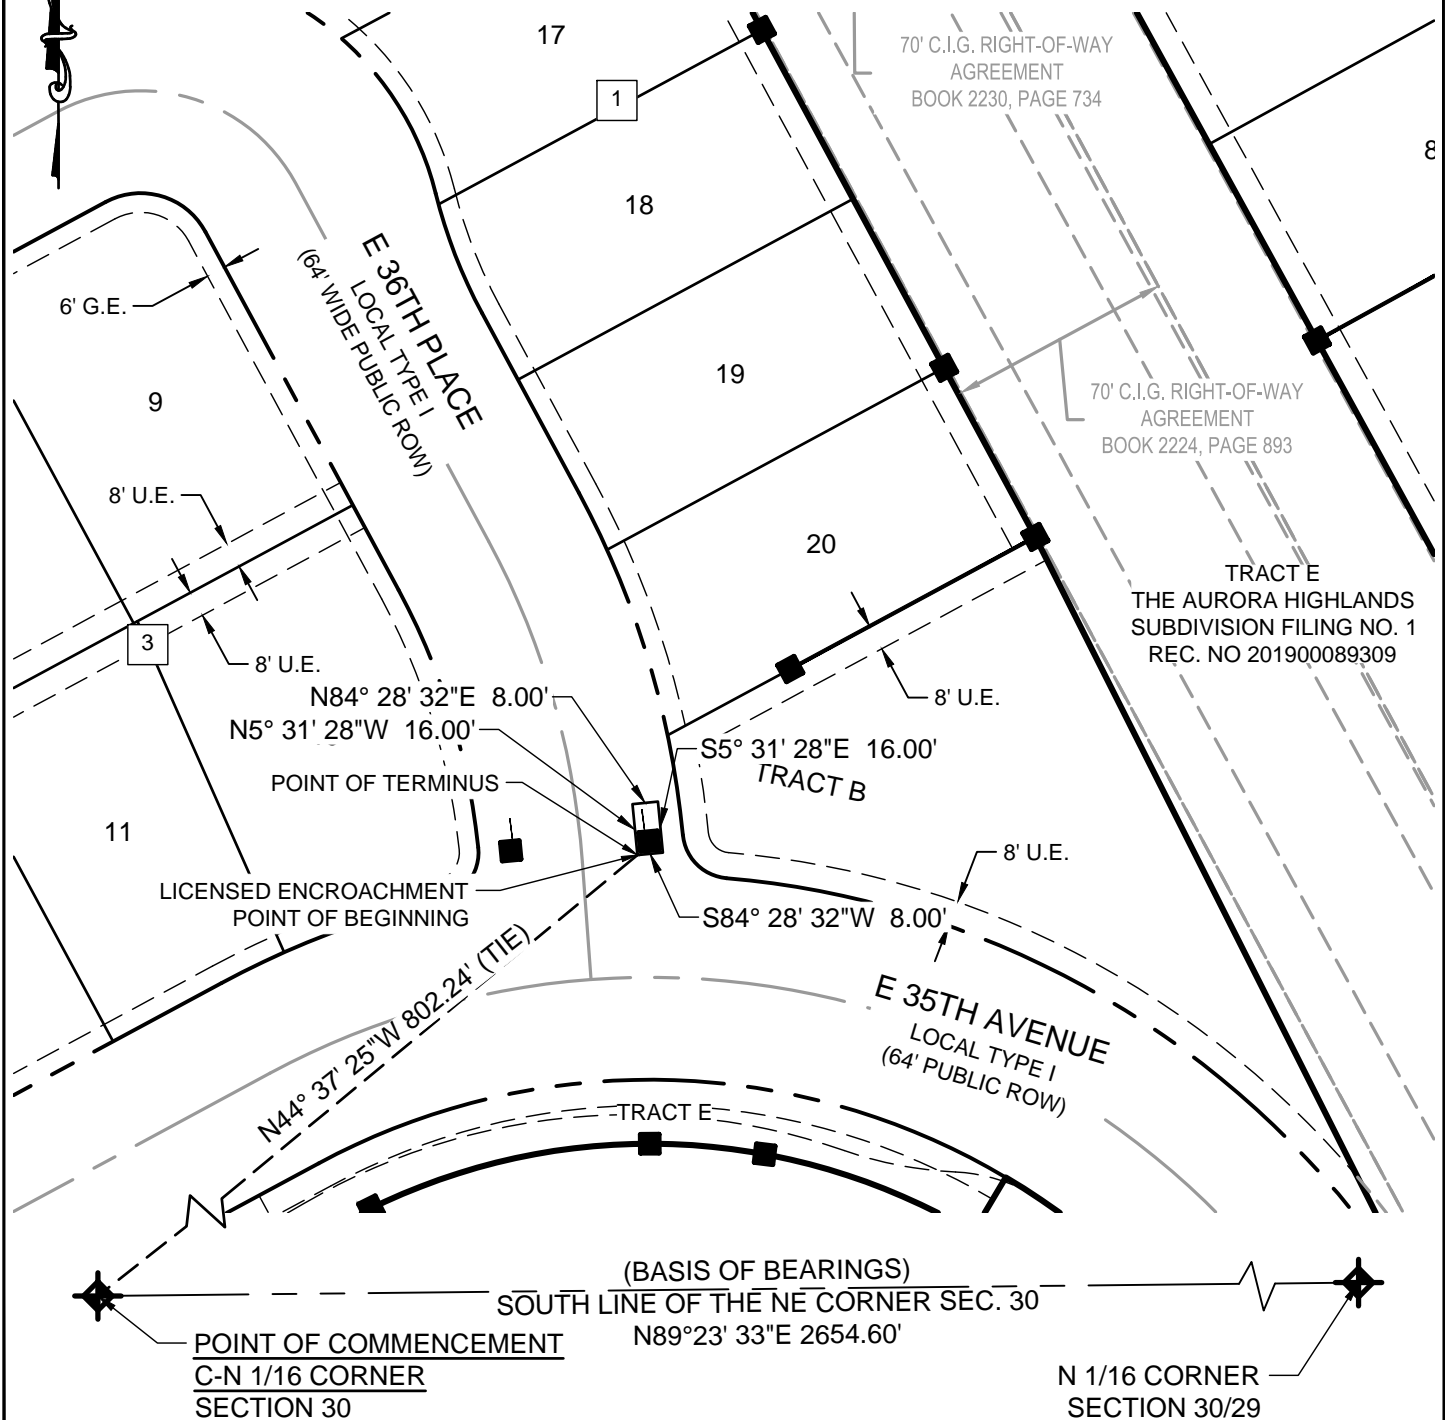 17
70' C.I.G. RIGHT-OF-WAY
AGREEMENT
BOOK 2230, PAGE 734
1
8
18
E 36TH PLACE
LOCAL TYPE I
(64' WIDE PUBLIC ROW)
6' G.E.
19
9
70' C.I.G. RIGHT-OF-WAY
AGREEMENT
BOOK 2224, PAGE 893
8' U.E.
20
TRACT E
THE AURORA HIGHLANDS
SUBDIVISION FILING NO. 1
REC. NO 201900089309
3
8' U.E.
8' U.E.
N84° 28' 32"E 8.00'
N5° 31' 28"W 16.00'
S5° 31' 28"E 16.00'
TRACT B
POINT OF TERMINUS
11
8' U.E.
LICENSED ENCROACHMENT
POINT OF BEGINNING
S84° 28' 32"W 8.00'
N44° 37' 25"W 802.24' (TIE)
E 35TH AVENUE
LOCAL TYPE I
(64' PUBLIC ROW)
TRACT E
(BASIS OF BEARINGS)
SOUTH LINE OF THE NE CORNER SEC. 30
N89°23' 33"E 2654.60'
POINT OF COMMENCEMENT
C-N 1/16 CORNER
SECTION 30
N 1/16 CORNER
SECTION 30/29